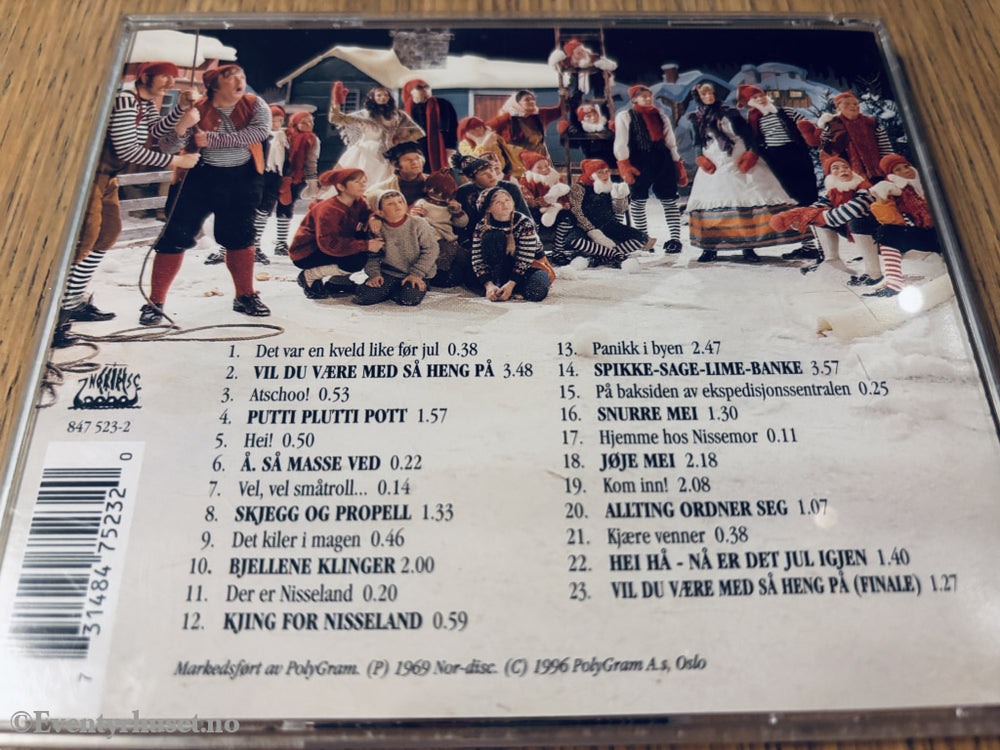 1. Det var en kveld like før jul 0.38
2. VIL DU VÆRE MED SÅ HENG PÅ 3.48
3. Atschoo! 0.53
4. PUTTI PLUTTI POTT 1.57
5. Hei! 0.50
6. Å. SÅ MASSE VED 0.22
7. Vel, vel småtroll... 0.14
8. SKJEGG OG PROPELL 1.33
9. Det kiler i magen 0.46
10. BJELLENE KLINGER 2.00
11. Der er Nisseland 0.20
12. KJING FOR NISSELAND 0.59
13. Panikk i byen 2.47
14. SPIKKE-SAGE-LIME-BANKE 3.57
15. På baksiden av ekspedisjonssentralen 0.25
16. SNURRE MEI 1.30
17. Hjemme hos Nissemor 0.11
18. JØJE MEI 2.18
19. Kom inn! 2.08
20. ALLTING ORDNER SEG 1.07
21. Kjære venner 0.38
22. HEI HÅ - NÅ ER DET JUL IGJEN 1.40
23. VIL DU VÆRE MED SÅ HENG PÅ (FINALE) 1.27
847 523-2
7 31484 75232 0
Markedsført av PolyGram. (P) 1969 Nor-disc. (C) 1996 PolyGram A.s, Oslo
©Eventyrhuset.no